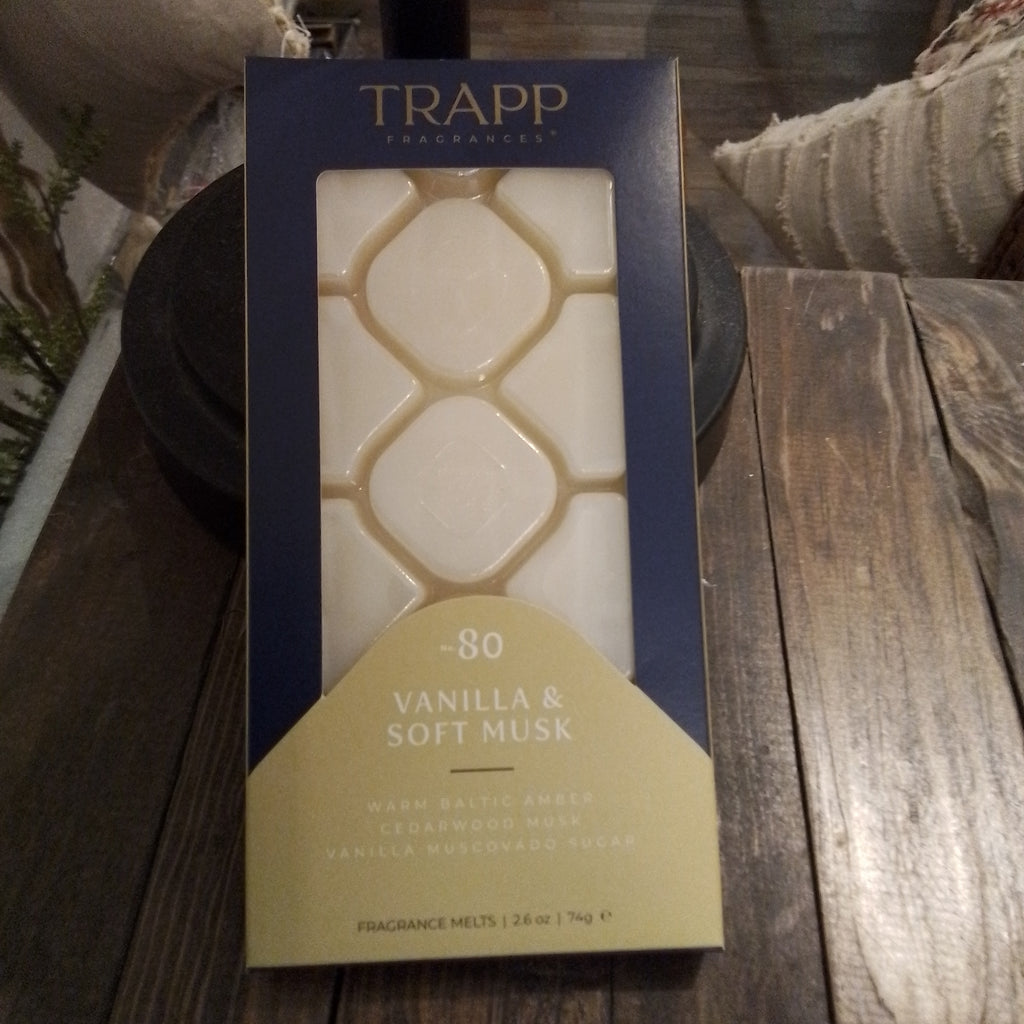 TRAPP
FRAGRANCES®
No. 80
VANILLA &
SOFT MUSK
WARM BALTIC AMBER
CEDARWOOD MUSK
VANILLA MUSCOVADO SUGAR
FRAGRANCE MELTS | 2.6 oz | 74g ℮